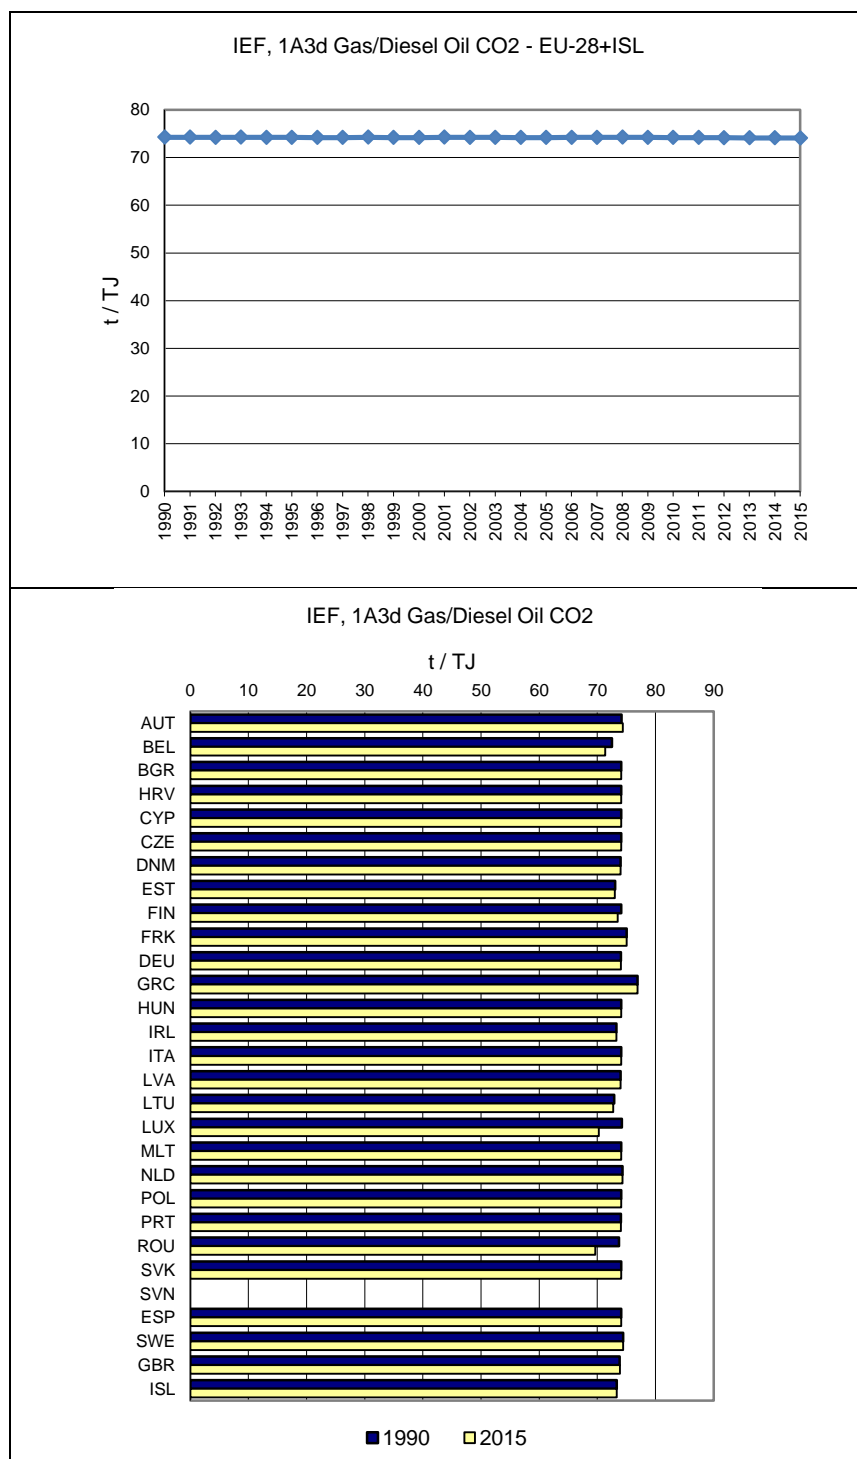 IEF, 1A3d Gas/Diesel Oil CO2 - EU-28+ISL
80
70
60
50
40
30
20
10
0
t / TJ
1990 1991 1992 1993 1994 1995 1996 1997 1998 1999 2000 2001 2002 2003 2004 2005 2006 2007 2008 2009 2010 2011 2012 2013 2014 2015
IEF, 1A3d Gas/Diesel Oil CO2
t / TJ
0 10 20 30 40 50 60 70 80 90
AUT
BEL
BGR
HRV
CYP
CZE
DNM
EST
FIN
FRK
DEU
GRC
HUN
IRL
ITA
LVA
LTU
LUX
MLT
NLD
POL
PRT
ROU
SVK
SVN
ESP
SWE
GBR
ISL
1990 2015